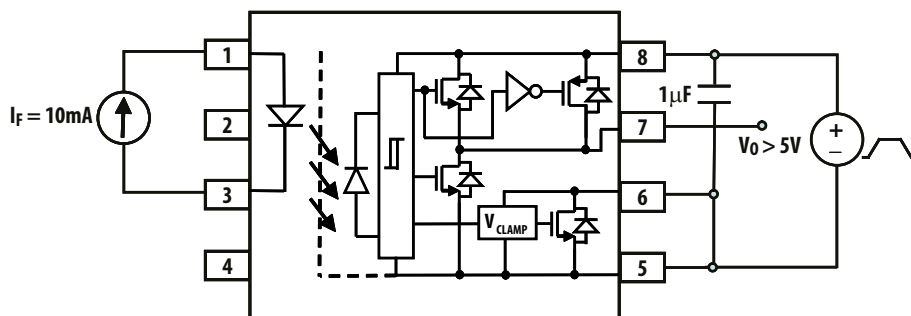 1
8
I_F = 10mA
1μF
2
7
V_O > 5V
+
−
3
6
V_CLAMP
4
5